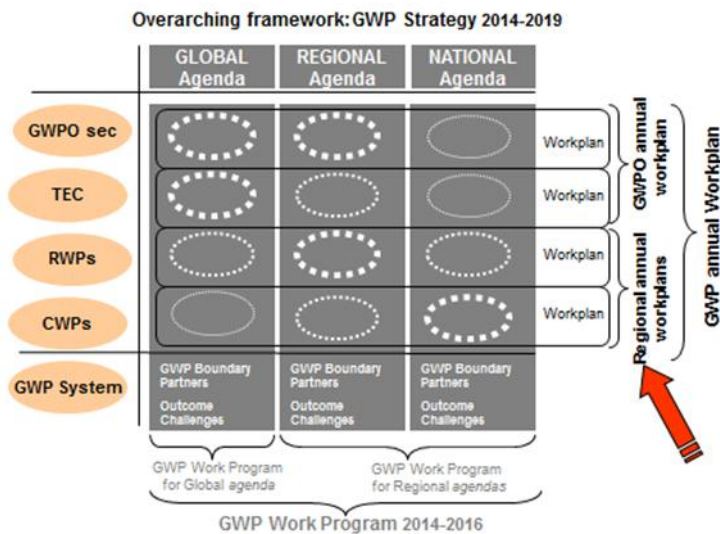 Overarching framework: GWP Strategy 2014-2019
GLOBAL
Agenda
REGIONAL
Agenda
NATIONAL
Agenda
GWPO sec
Workplan
TEC
Workplan
GWPO annual
workplan
RWPs
Workplan
CWPs
Workplan
Regional annual
workplans
GWP annual Workplan
GWP System
GWP Boundary
Partners
Outcome
Challenges
GWP Boundary
Partners
Outcome
Challenges
GWP Boundary
Partners
Outcome
Challenges
GWP Work Program
for Global agenda
GWP Work Program
for Regional agendas
GWP Work Program 2014-2016